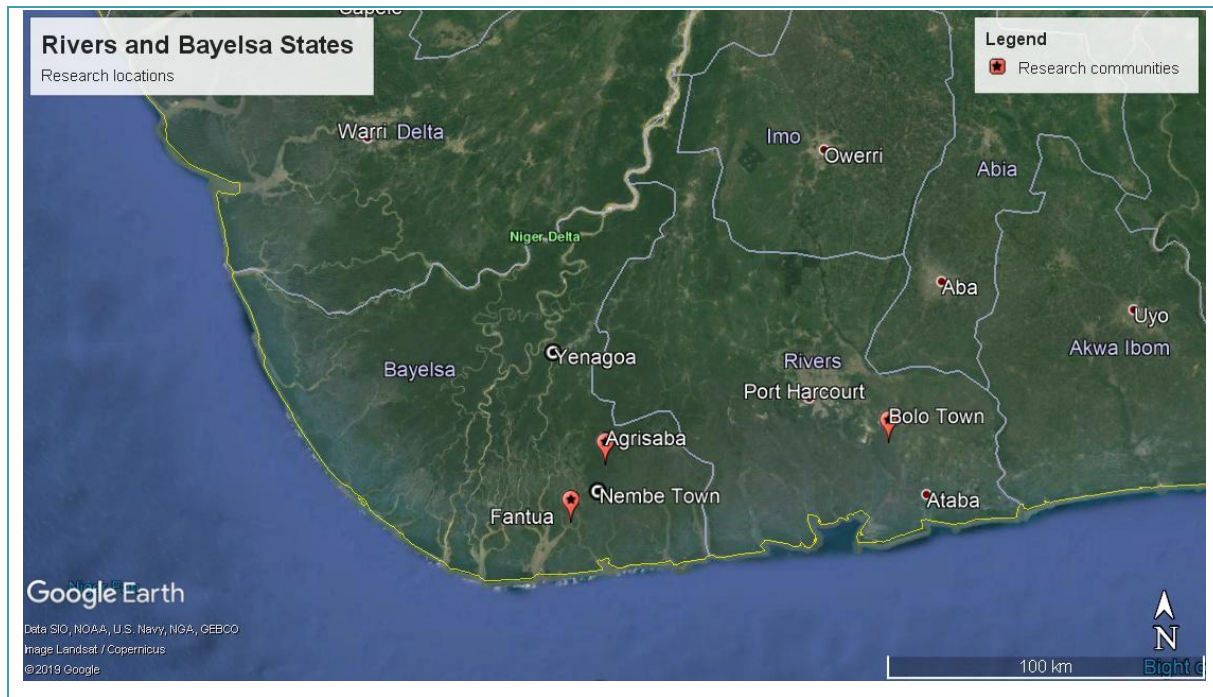 Rivers and Bayelsa States
Research locations
Legend
Research communities
Warri Delta
Imo
Owerri
Abia
Niger Delta
Aba
Uyo
Akwa Ibom
Yenagoa
Bayelsa
Rivers
Port Harcourt
Bolo Town
Agrisaba
Nembe Town
Ataba
Fantua
Google Earth
Data SIO, NOAA, U.S. Navy, NGA, GEBCO
Image Landsat / Copernicus
©2019 Google
N
100 km
Bight